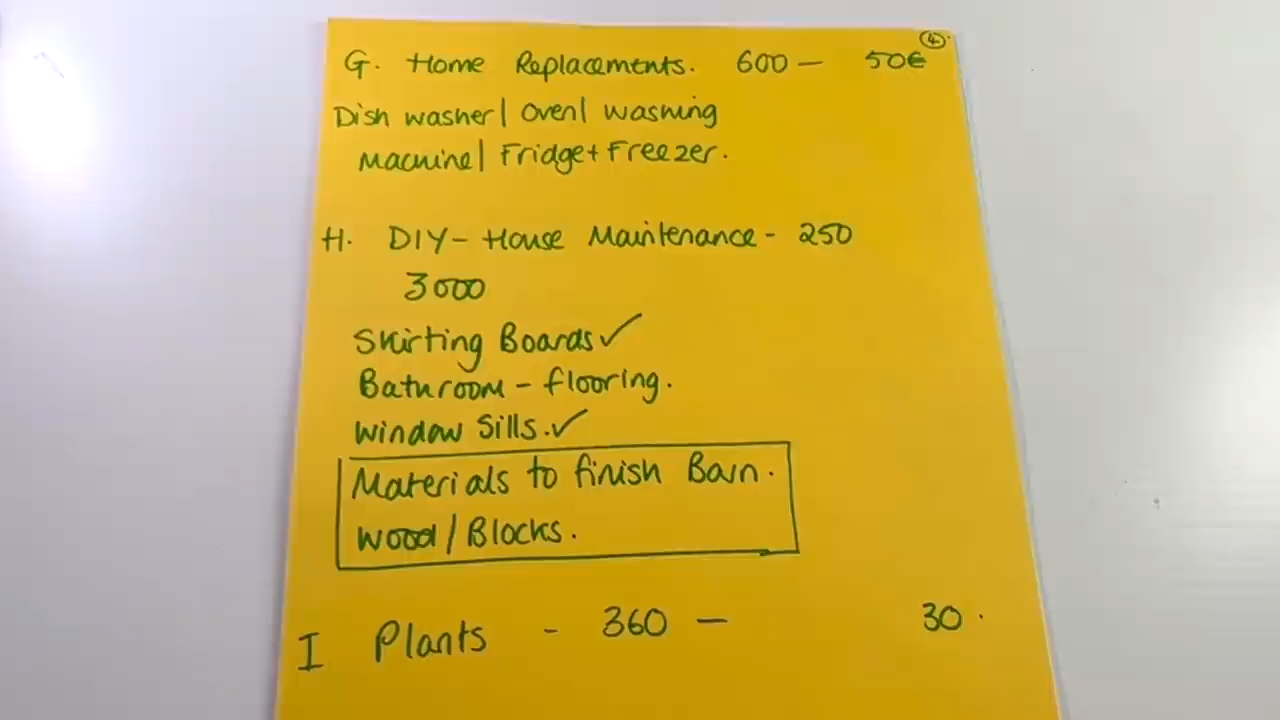 ④
G. Home Replacements. 600 — 50€
Dish washer| Oven| washing
Machine| Fridge+Freezer.
H. DIY - House Maintenance - 250
3000
Skirting Boards ✓
Bathroom - flooring.
Window Sills. ✓
Materials to finish Barn.
Wood / Blocks.
I Plants - 360 — 30.